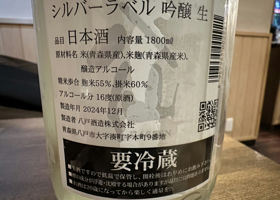 シルバーラベル 吟醸 生
品目 日本酒 内容量 1800ml
原材料名/米(青森県産)、米麹(青森県産米)、
醸造アルコール
精米歩合 麹米55%、掛米60%
アルコール分 16度(原酒)
製造年月 2024年12月
製造者 八戸酒造株式会社
青森県八戸市大字湊町字本町9番地
要冷蔵